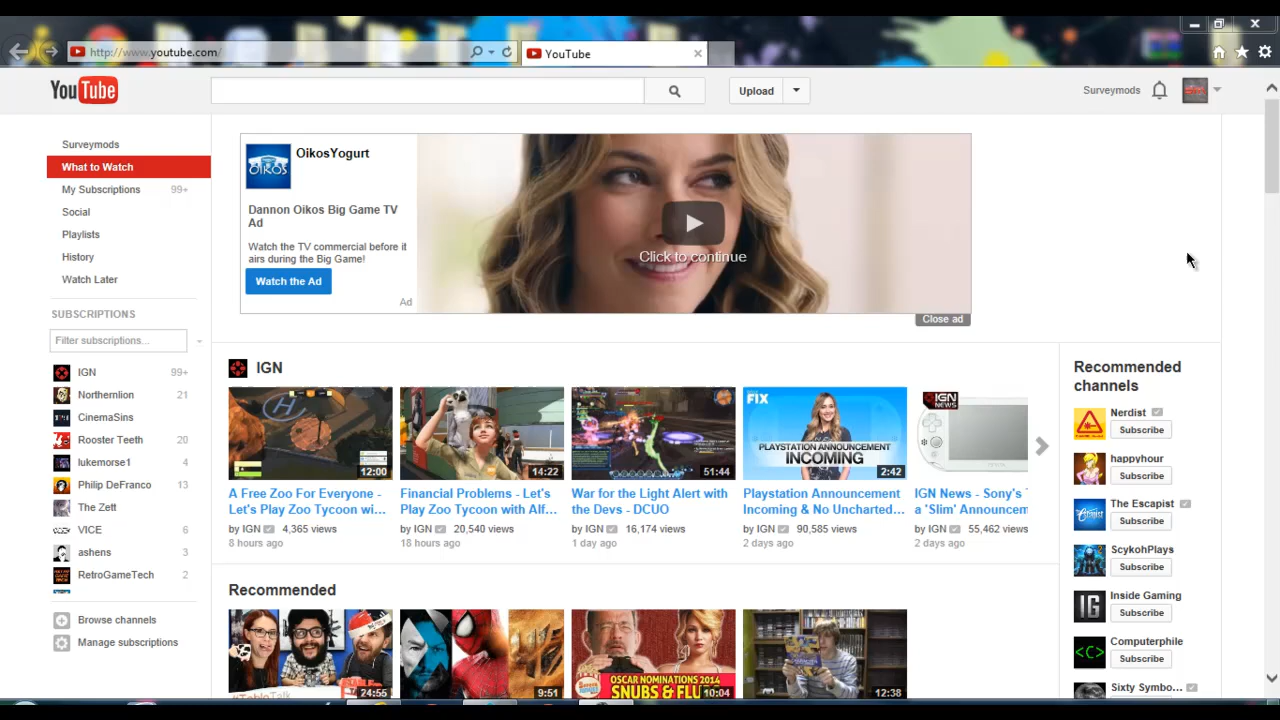 http://www.youtube.com/
YouTube
YouTube
Upload
Surveymods
Surveymods
What to Watch
My Subscriptions 99+
Social
Playlists
History
Watch Later
SUBSCRIPTIONS
Filter subscriptions...
IGN 99+
Northernlion 21
CinemaSins
Rooster Teeth 20
lukemorse1 4
Philip DeFranco 13
The Zett
VICE 6
ashens 3
RetroGameTech 2
Browse channels
Manage subscriptions
OIKOS
OikosYogurt
Dannon Oikos Big Game TV
Ad
Watch the TV commercial before it
airs during the Big Game!
Watch the Ad
Ad
Click to continue
Close ad
IGN
12:00
14:22
51:44
FIX
PLAYSTATION ANNOUNCEMENT
INCOMING
2:42
IGN
NEWS
A Free Zoo For Everyone -
Let's Play Zoo Tycoon wi...
by IGN 4,365 views
8 hours ago
Financial Problems - Let's
Play Zoo Tycoon with Alf...
by IGN 20,540 views
18 hours ago
War for the Light Alert with
the Devs - DCUO
by IGN 16,174 views
1 day ago
Playstation Announcement
Incoming & No Uncharted...
by IGN 90,585 views
2 days ago
IGN News - Sony's
a 'Slim' Announcem
by IGN 55,462 views
2 days ago
Recommended
#TableTalk
24:55
9:51
OSCAR NOMINATIONS 2014
SNUBS &
10:04
12:38
Recommended
channels
Nerdist
Subscribe
happyhour
Subscribe
The Escapist
Subscribe
ScykohPlays
Subscribe
IG
Inside Gaming
Subscribe
<C>
Computerphile
Subscribe
Sixty Symbo...